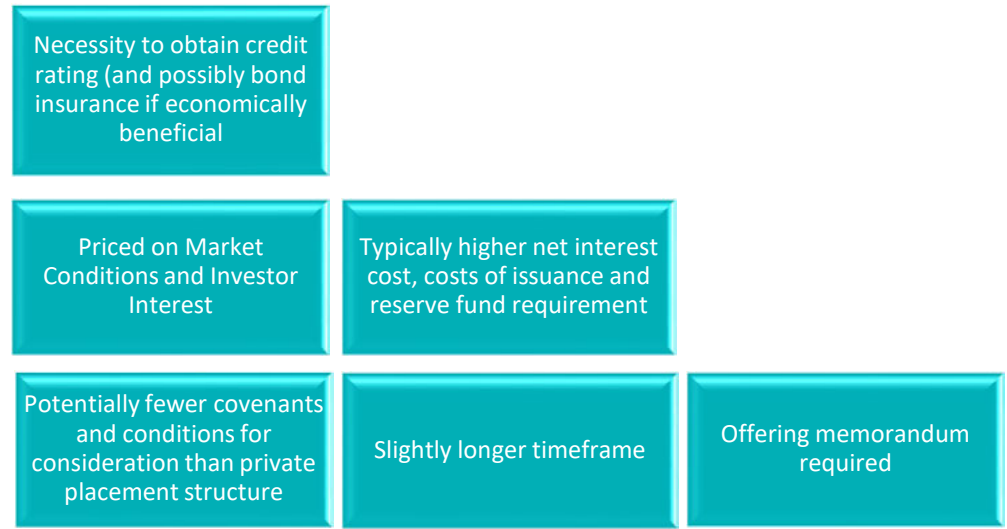 Necessity to obtain credit
rating (and possibly bond
insurance if economically
beneficial
Priced on Market
Conditions and Investor
Interest
Typically higher net interest
cost, costs of issuance and
reserve fund requirement
Potentially fewer covenants
and conditions for
consideration than private
placement structure
Slightly longer timeframe
Offering memorandum
required